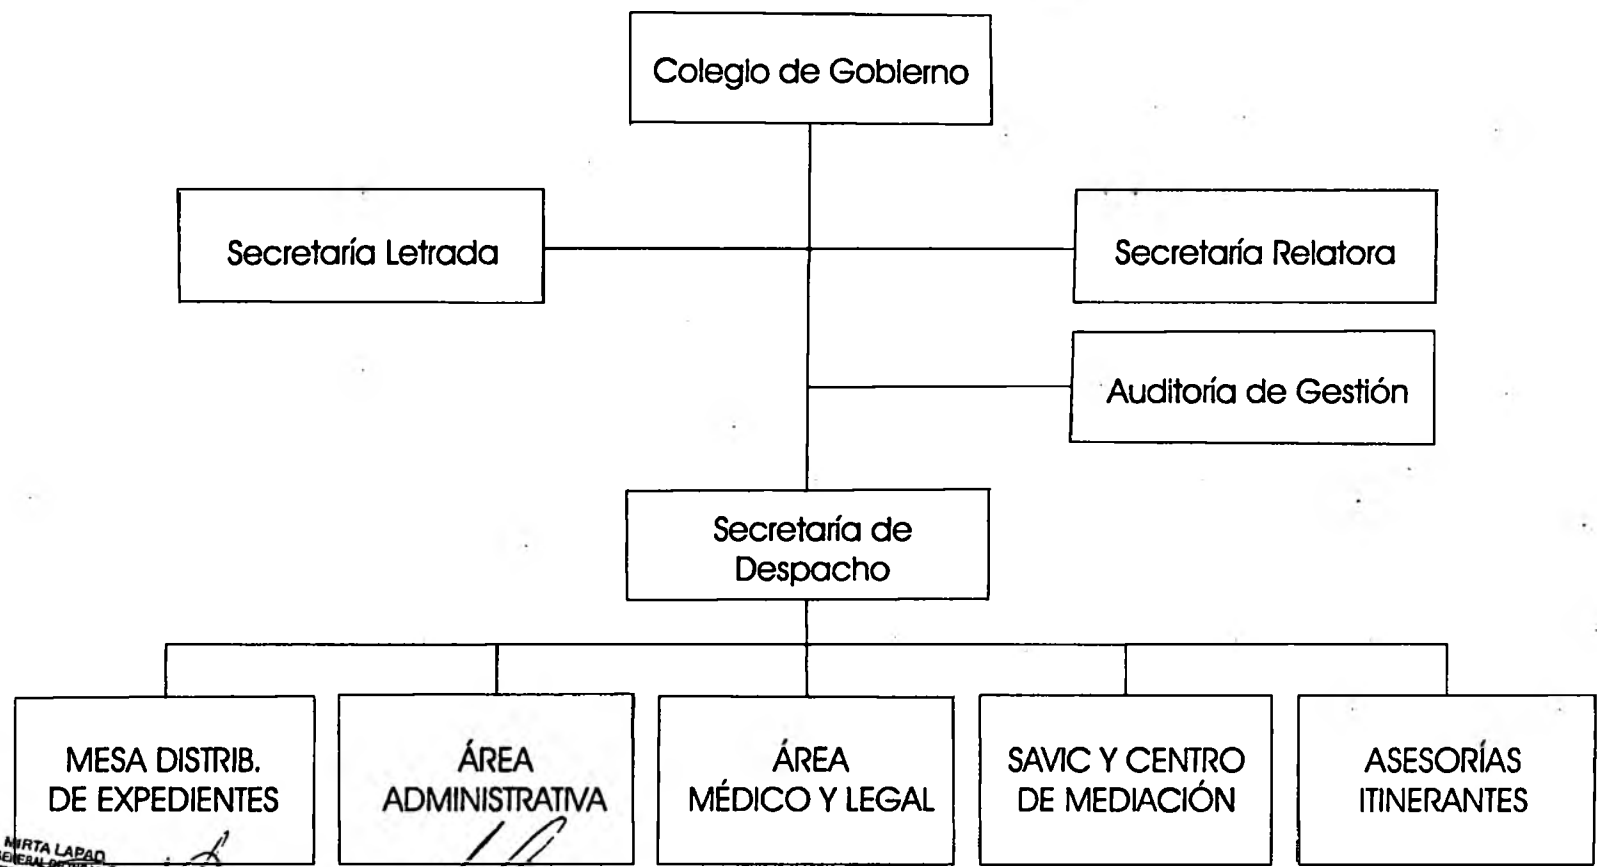 Colegio de Gobierno
Secretaría Letrada
Secretaría Relatora
Auditoría de Gestión
Secretaría de
Despacho
MESA DISTRIB.
DE EXPEDIENTES
ÁREA
ADMINISTRATIVA
ÁREA
MÉDICO Y LEGAL
SAVIC Y CENTRO
DE MEDIACIÓN
ASESORÍAS
ITINERANTES
MIRTA LAPAD